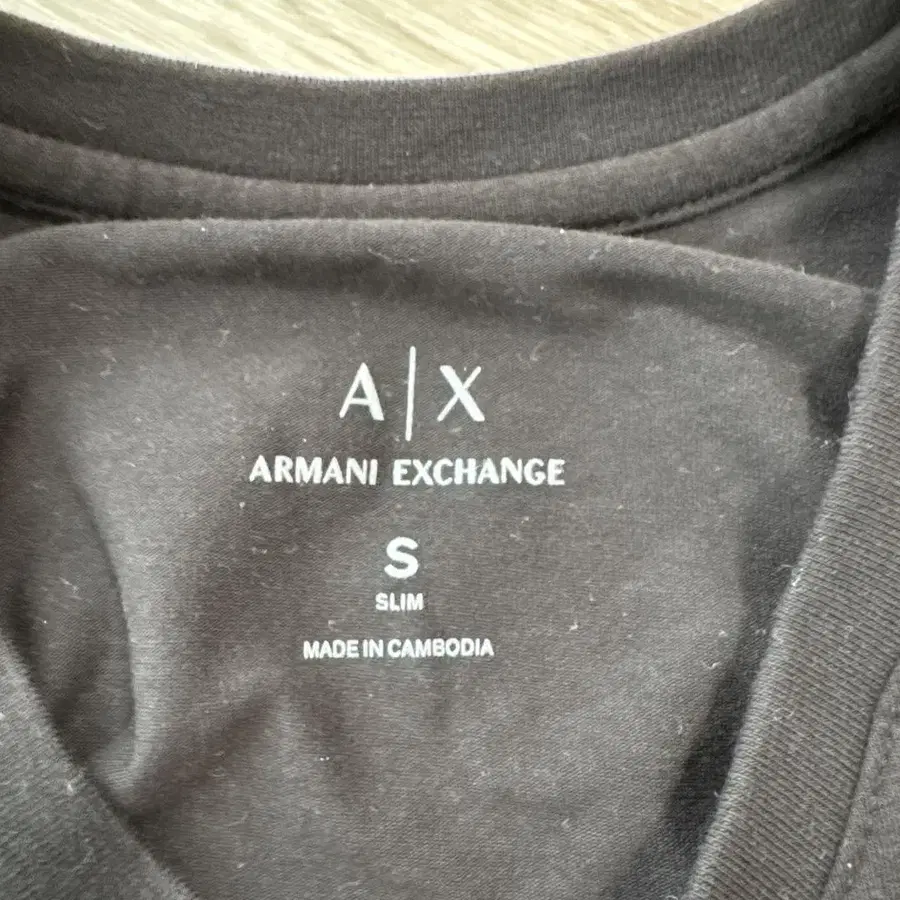 A|X
ARMANI EXCHANGE
S
SLIM
MADE IN CAMBODIA